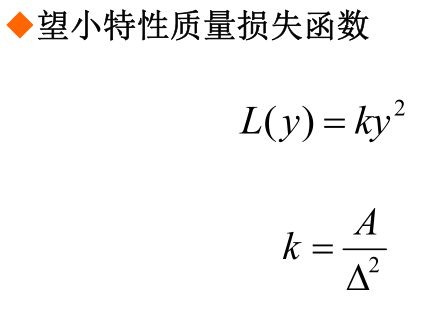 ◆望小特性质量损失函数
L(y) = ky²
k = A/Δ²